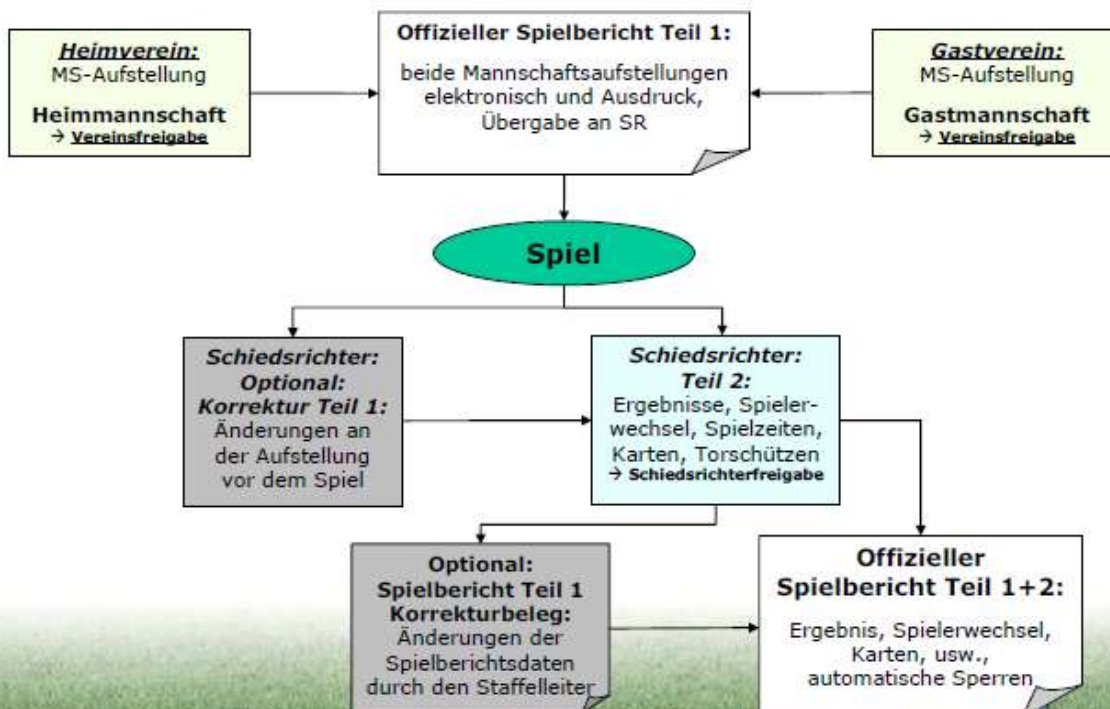 Heimverein:
MS-Aufstellung
Heimmannschaft
→ Vereinsfreigabe
Offizieller Spielbericht Teil 1:
beide Mannschaftsaufstellungen
elektronisch und Ausdruck,
Übergabe an SR
Gastverein:
MS-Aufstellung
Gastmannschaft
→ Vereinsfreigabe
Spiel
Schiedsrichter:
Optional:
Korrektur Teil 1:
Änderungen an
der Aufstellung
vor dem Spiel
Schiedsrichter:
Teil 2:
Ergebnisse, Spieler-
wechsel, Spielzeiten,
Karten, Torschützen
→ Schiedsrichterfreigabe
Optional:
Spielbericht Teil 1
Korrekturbeleg:
Änderungen der
Spielberichtsdaten
durch den Staffelleiter
Offizieller
Spielbericht Teil 1+2:
Ergebnis, Spielerwechsel,
Karten, usw.,
automatische Sperren